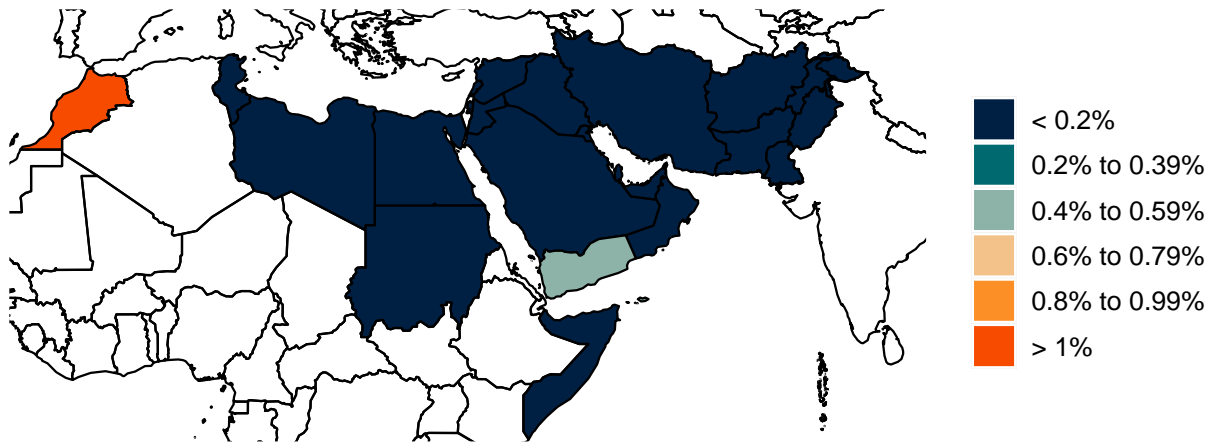 < 0.2%
0.2% to 0.39%
0.4% to 0.59%
0.6% to 0.79%
0.8% to 0.99%
> 1%